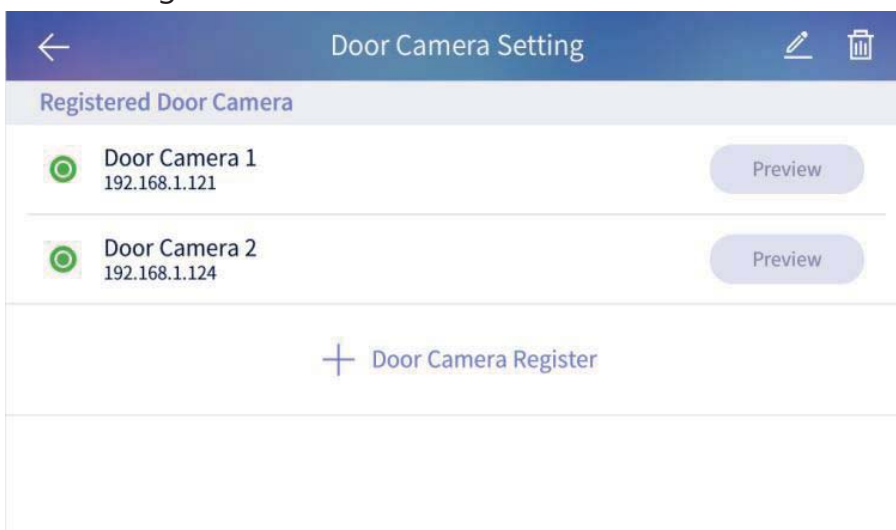 Door Camera Setting
Registered Door Camera
Door Camera 1
192.168.1.121
Preview
Door Camera 2
192.168.1.124
Preview
Door Camera Register